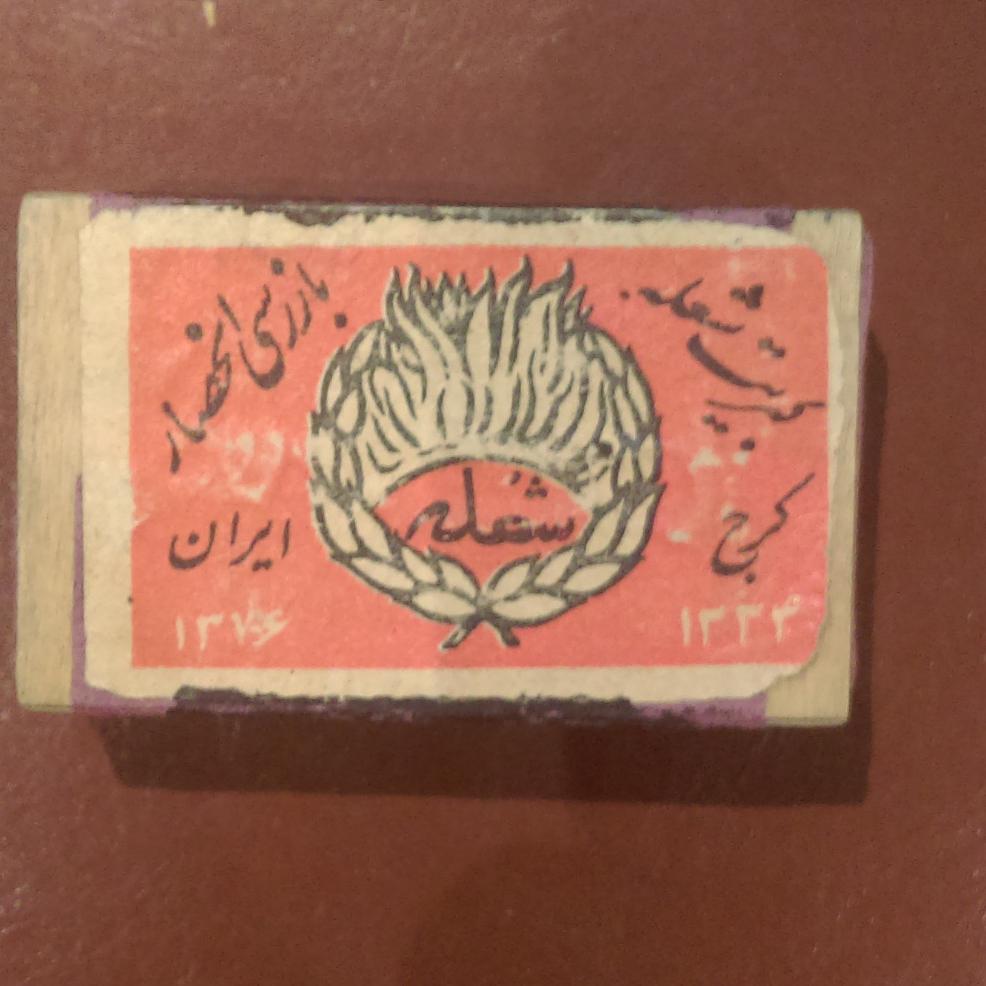 کبریت شعله
کرج
۱۳۳۴
شعله
بازرسی انحصار
ایران